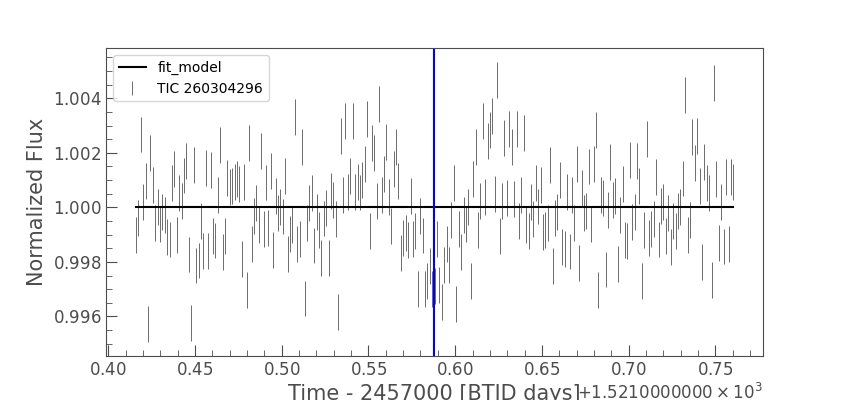 fit_model
TIC 260304296
Normalized Flux
1.004
1.002
1.000
0.998
0.996
0.40 0.45 0.50 0.55 0.60 0.65 0.70 0.75
Time - 2457000 [BTJD days]
+1.5210000000 × 10³